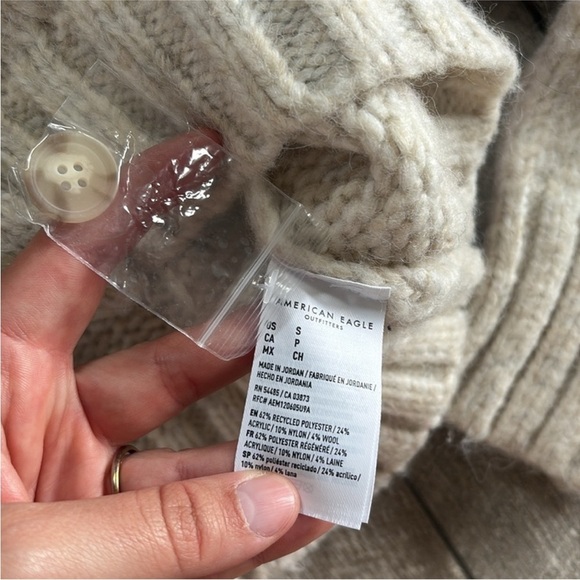 AMERICAN EAGLE
OUTFITTERS
US S
CA P
MX CH
MADE IN JORDAN / FABRIQUÉ EN JORDANIE /
HECHO EN JORDANIA
RN 54485 / CA 03873
RFC# AEM120605U9A
EN 62% RECYCLED POLYESTER / 24%
ACRYLIC / 10% NYLON / 4% WOOL
FR 62% POLYESTER RÉGÉNÉRÉ / 24%
ACRYLIQUE / 10% NYLON / 4% LAINE
SP 62% poliéster reciclado / 24% acrílico /
10% nylon / 4% lana